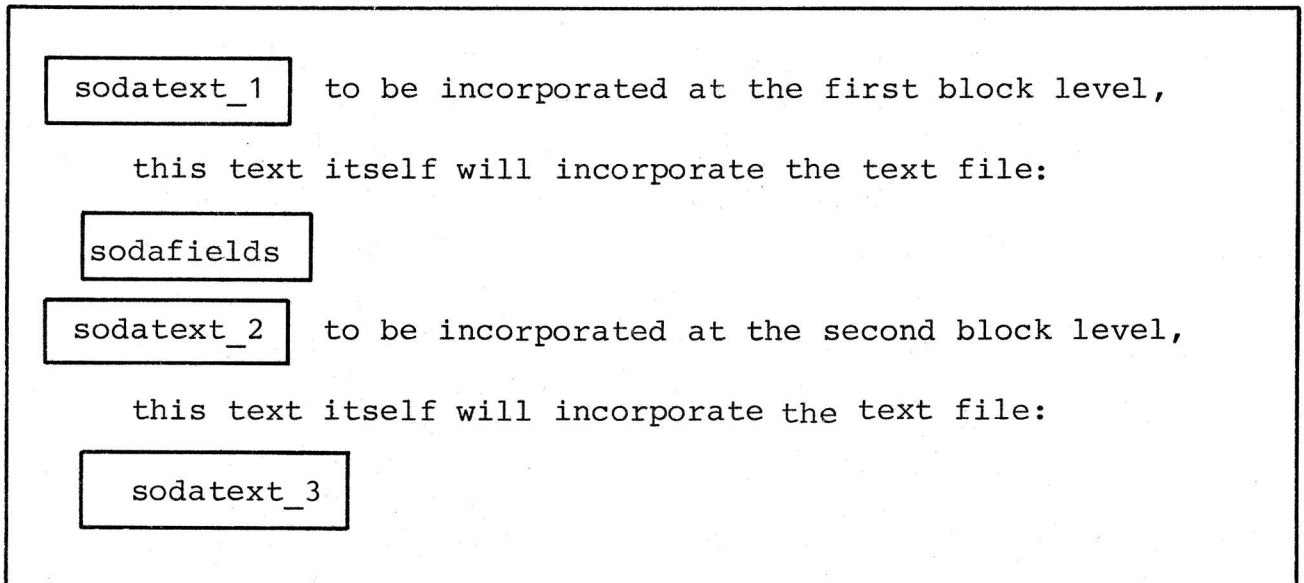 sodatext_1 to be incorporated at the first block level,
this text itself will incorporate the text file:
sodafields
sodatext_2 to be incorporated at the second block level,
this text itself will incorporate the text file:
sodatext_3